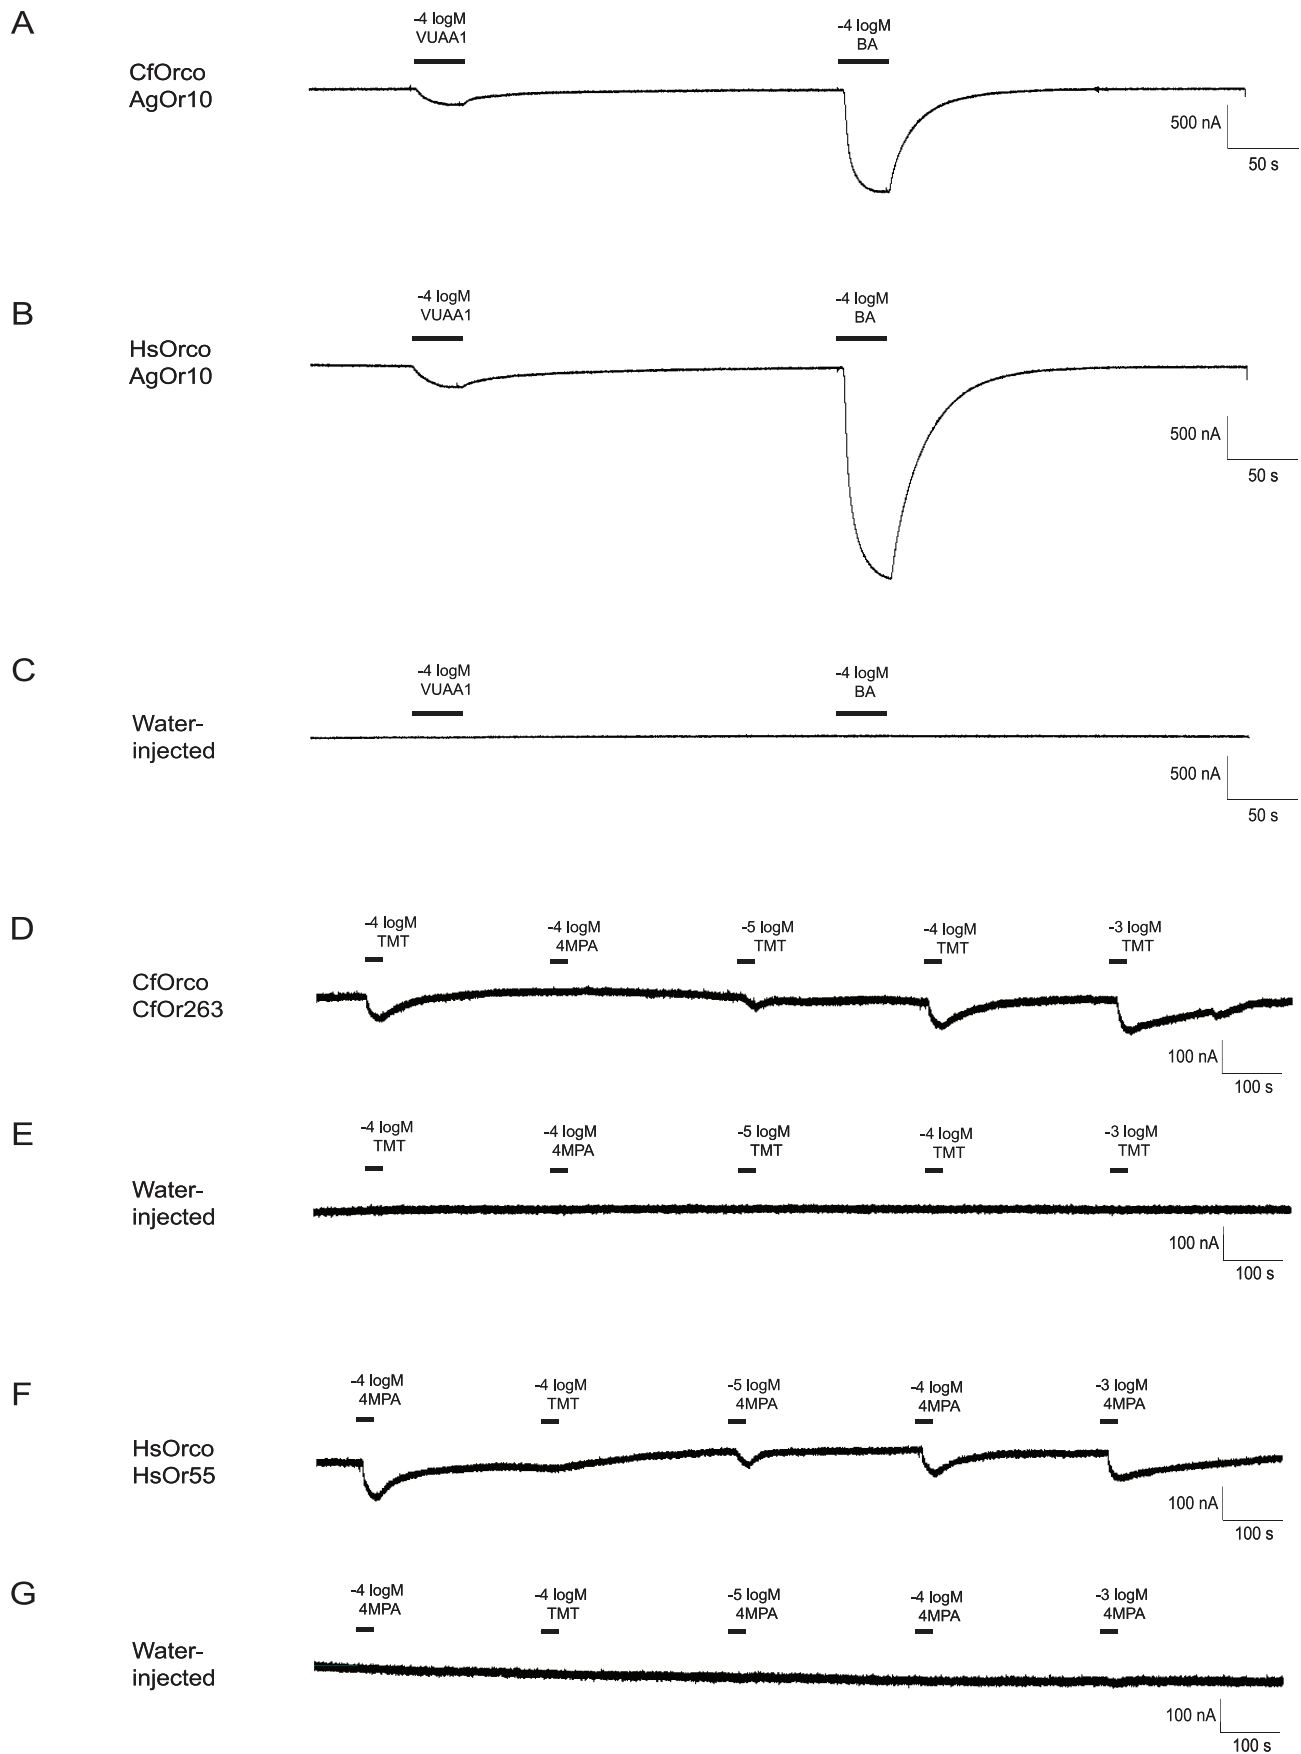 A
-4 logM
VUAA1
-4 logM
BA
CfOrco
AgOr10
500 nA
50 s
B
-4 logM
VUAA1
-4 logM
BA
HsOrco
AgOr10
500 nA
50 s
C
-4 logM
VUAA1
-4 logM
BA
Water-
injected
500 nA
50 s
D
-4 logM
TMT
-4 logM
4MPA
-5 logM
TMT
-4 logM
TMT
-3 logM
TMT
CfOrco
CfOr263
100 nA
100 s
E
-4 logM
TMT
-4 logM
4MPA
-5 logM
TMT
-4 logM
TMT
-3 logM
TMT
Water-
injected
100 nA
100 s
F
-4 logM
4MPA
-4 logM
TMT
-5 logM
4MPA
-4 logM
4MPA
-3 logM
4MPA
HsOrco
HsOr55
100 nA
100 s
G
-4 logM
4MPA
-4 logM
TMT
-5 logM
4MPA
-4 logM
4MPA
-3 logM
4MPA
Water-
injected
100 nA
100 s